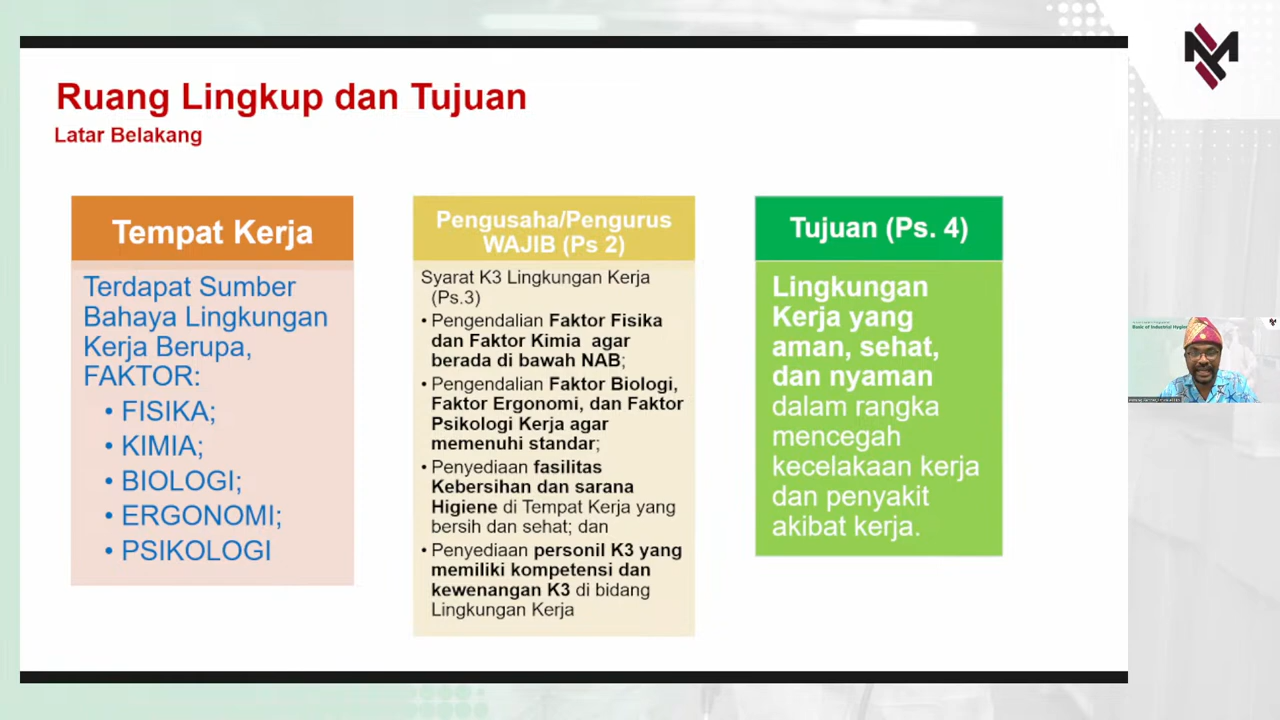 Ruang Lingkup dan Tujuan
Latar Belakang
Tempat Kerja
Terdapat Sumber
Bahaya Lingkungan
Kerja Berupa,
FAKTOR:
• FISIKA;
• KIMIA;
• BIOLOGI;
• ERGONOMI;
• PSIKOLOGI
Pengusaha/Pengurus
WAJIB (Ps 2)
Syarat K3 Lingkungan Kerja
(Ps.3)
• Pengendalian Faktor Fisika
dan Faktor Kimia agar
berada di bawah NAB;
• Pengendalian Faktor Biologi,
Faktor Ergonomi, dan Faktor
Psikologi Kerja agar
memenuhi standar;
• Penyediaan fasilitas
Kebersihan dan sarana
Higiene di Tempat Kerja yang
bersih dan sehat; dan
• Penyediaan personil K3 yang
memiliki kompetensi dan
kewenangan K3 di bidang
Lingkungan Kerja
Tujuan (Ps. 4)
Lingkungan
Kerja yang
aman, sehat,
dan nyaman
dalam rangka
mencegah
kecelakaan kerja
dan penyakit
akibat kerja.
Basic of Industrial